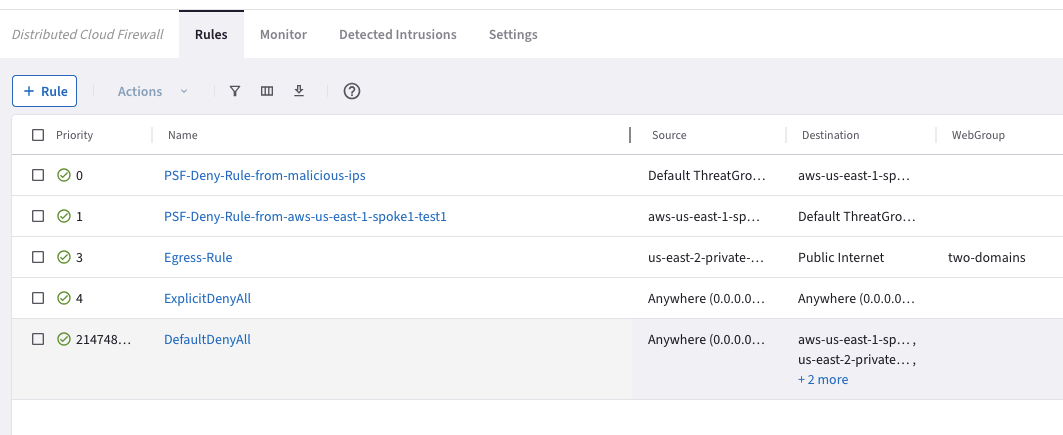 Distributed Cloud Firewall Rules Monitor Detected Intrusions Settings
+ Rule Actions
Priority Name Source Destination WebGroup
0 PSF-Deny-Rule-from-malicious-ips Default ThreatGro... aws-us-east-1-sp...
1 PSF-Deny-Rule-from-aws-us-east-1-spoke1-test1 aws-us-east-1-sp... Default ThreatGro...
3 Egress-Rule us-east-2-private-... Public Internet two-domains
4 ExplicitDenyAll Anywhere (0.0.0.0... Anywhere (0.0.0.0...
214748... DefaultDenyAll Anywhere (0.0.0.0... aws-us-east-1-sp... ,
us-east-2-private... ,
+ 2 more